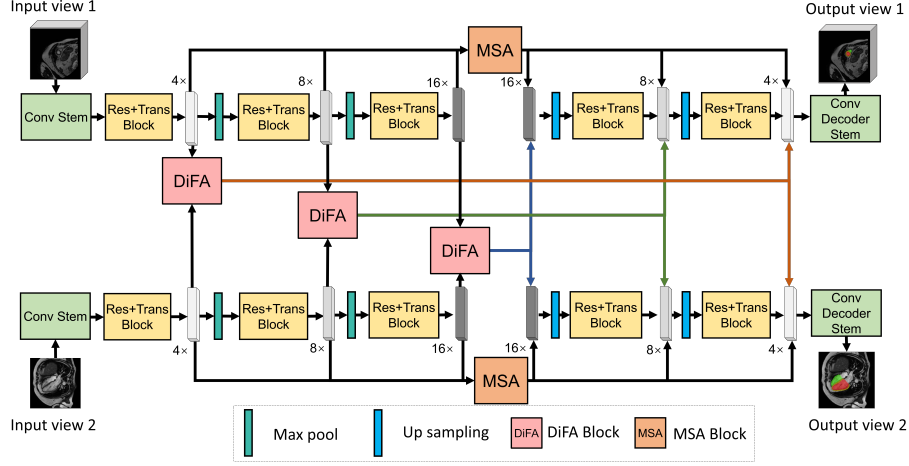 Input view 1
Output view 1
MSA
4×
8×
16×
16×
8×
4×
Conv Stem
Res+Trans
Block
Res+Trans
Block
Res+Trans
Block
Res+Trans
Block
Res+Trans
Block
Conv
Decoder
Stem
DiFA
DiFA
DiFA
Conv Stem
Res+Trans
Block
Res+Trans
Block
Res+Trans
Block
Res+Trans
Block
Res+Trans
Block
Conv
Decoder
Stem
4×
8×
16×
16×
8×
4×
MSA
Input view 2
Output view 2
Max pool
Up sampling
DiFA
DiFA Block
MSA
MSA Block